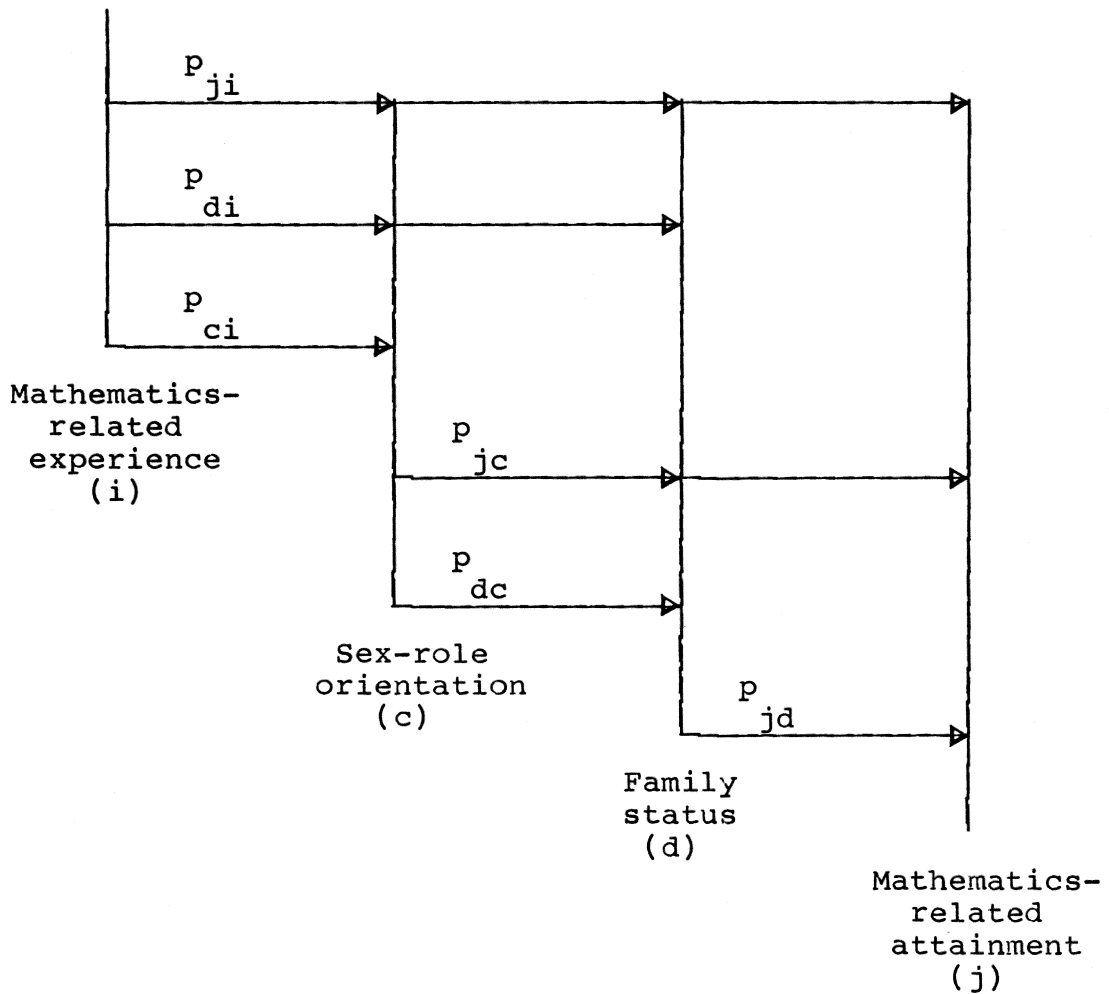 p
ji
p
di
p
ci
Mathematics-
related
experience
(i)
p
jc
p
dc
Sex-role
orientation
(c)
p
jd
Family
status
(d)
Mathematics-
related
attainment
(j)